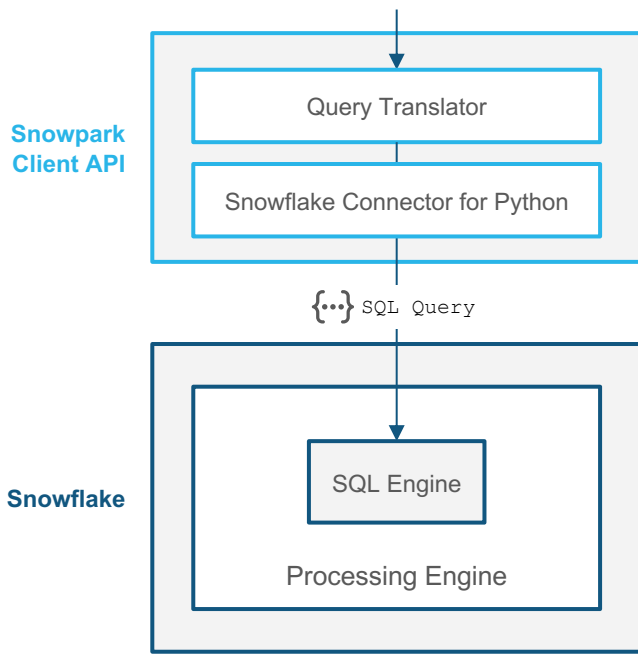 Query Translator
Snowpark
Client API
Snowflake Connector for Python
{···} SQL Query
SQL Engine
Snowflake
Processing Engine